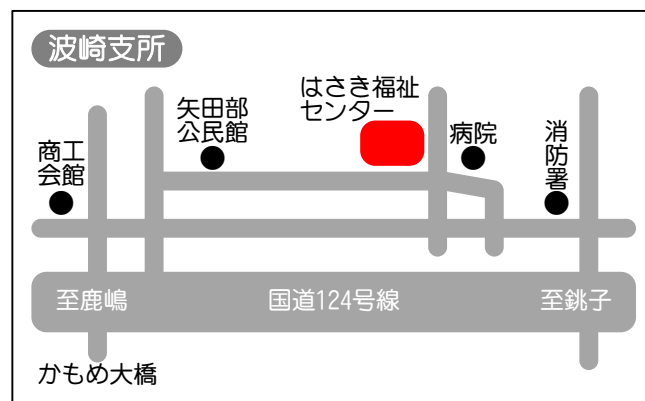 波崎支所
はさき福祉
センター
矢田部
公民館
病院
消防署
商工
会館
至鹿嶋
国道124号線
至銚子
かもめ大橋